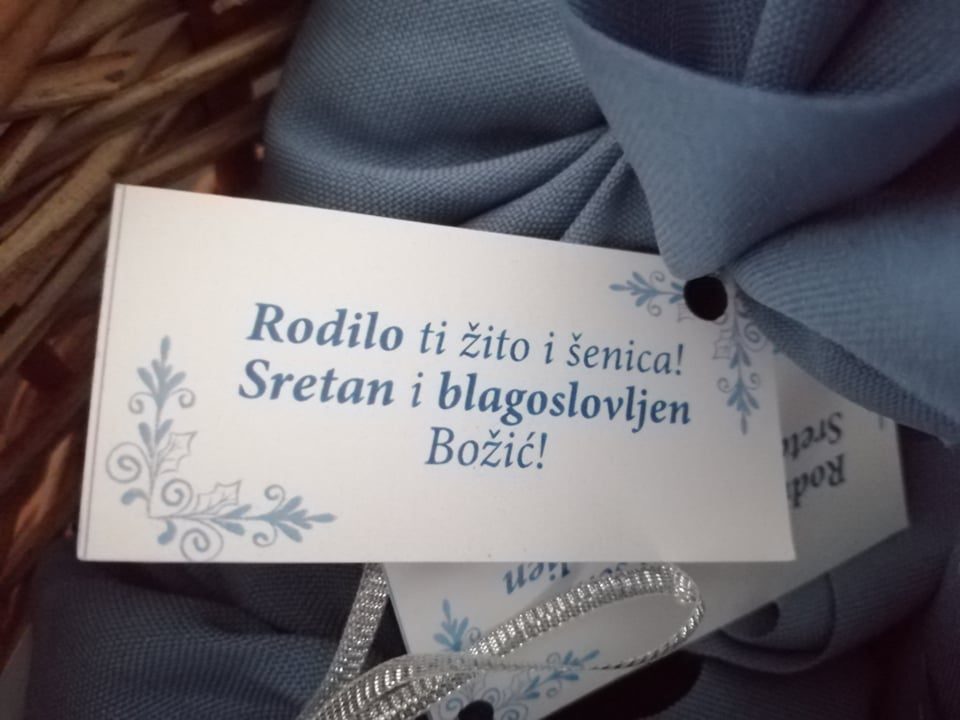 Rodilo ti žito i šenica!
Sretan i blagoslovljen
Božić!